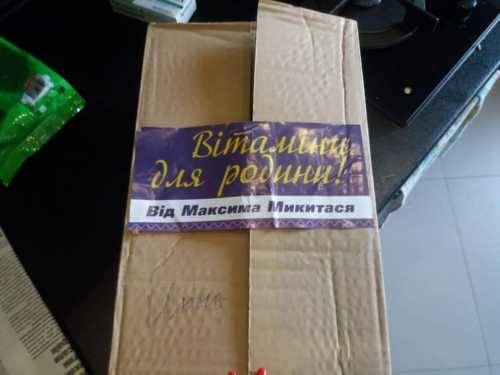 Вітаміни
для родини!
Від Максима Микитася